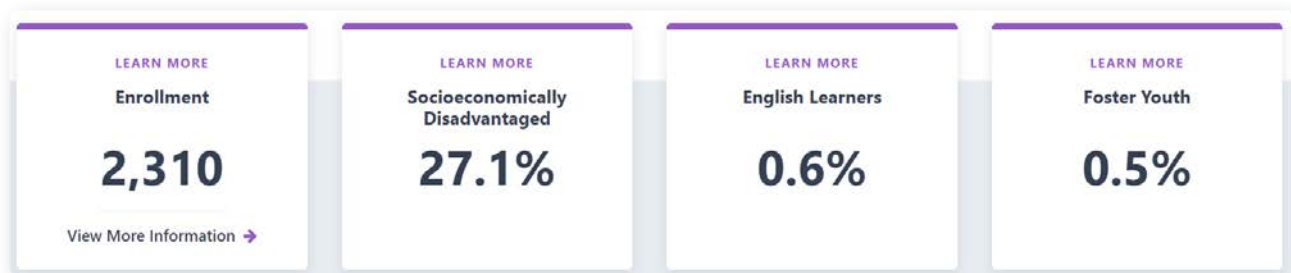 LEARN MORE
Enrollment
2,310
View More Information
LEARN MORE
Socioeconomically
Disadvantaged
27.1%
LEARN MORE
English Learners
0.6%
LEARN MORE
Foster Youth
0.5%